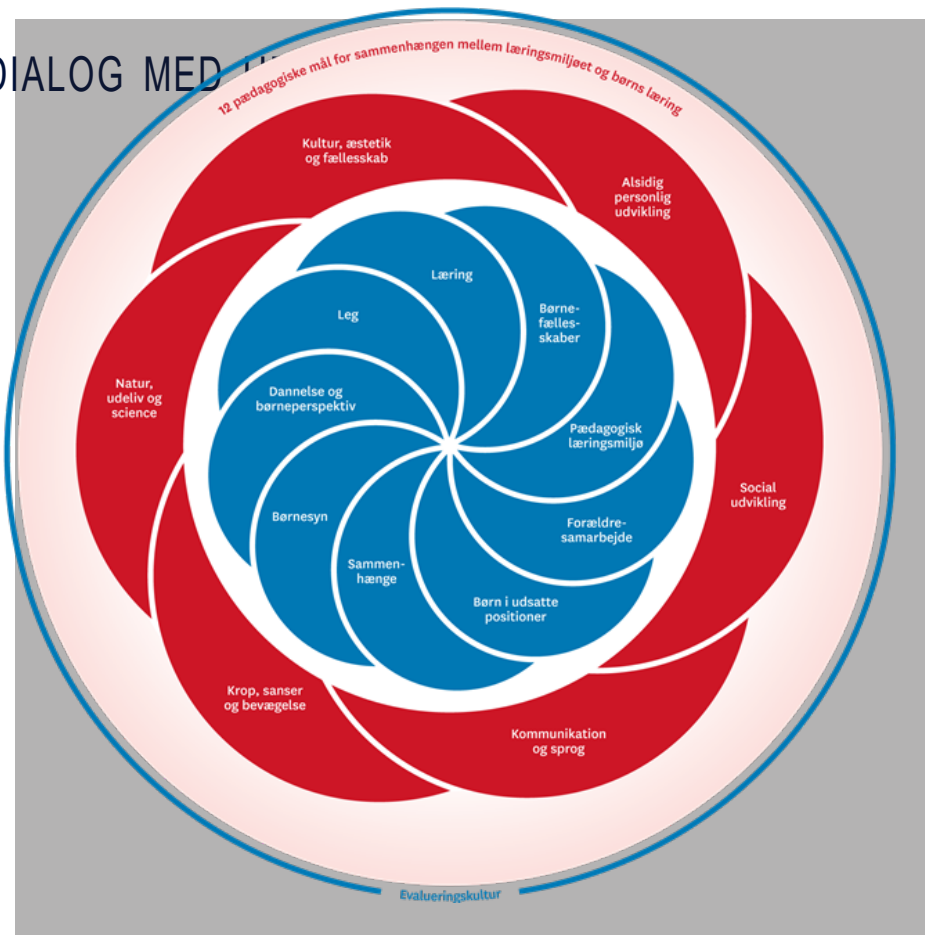 DIALOG MED
12 pædagogiske mål for sammenhængen mellem læringsmiljøet og børns læring
Kultur, æstetik
og fællesskab
Alsidig
personlig
udvikling
Læring
Børne-
fælles-
skaber
Leg
Natur,
udeliv og
science
Dannelse og
børneperspektiv
Pædagogisk
læringsmiljø
Social
udvikling
Børnesyn
Forældre-
samarbejde
Sammen-
hænge
Børn i udsatte
positioner
Krop, sanser
og bevægelse
Kommunikation
og sprog
Evalueringskultur